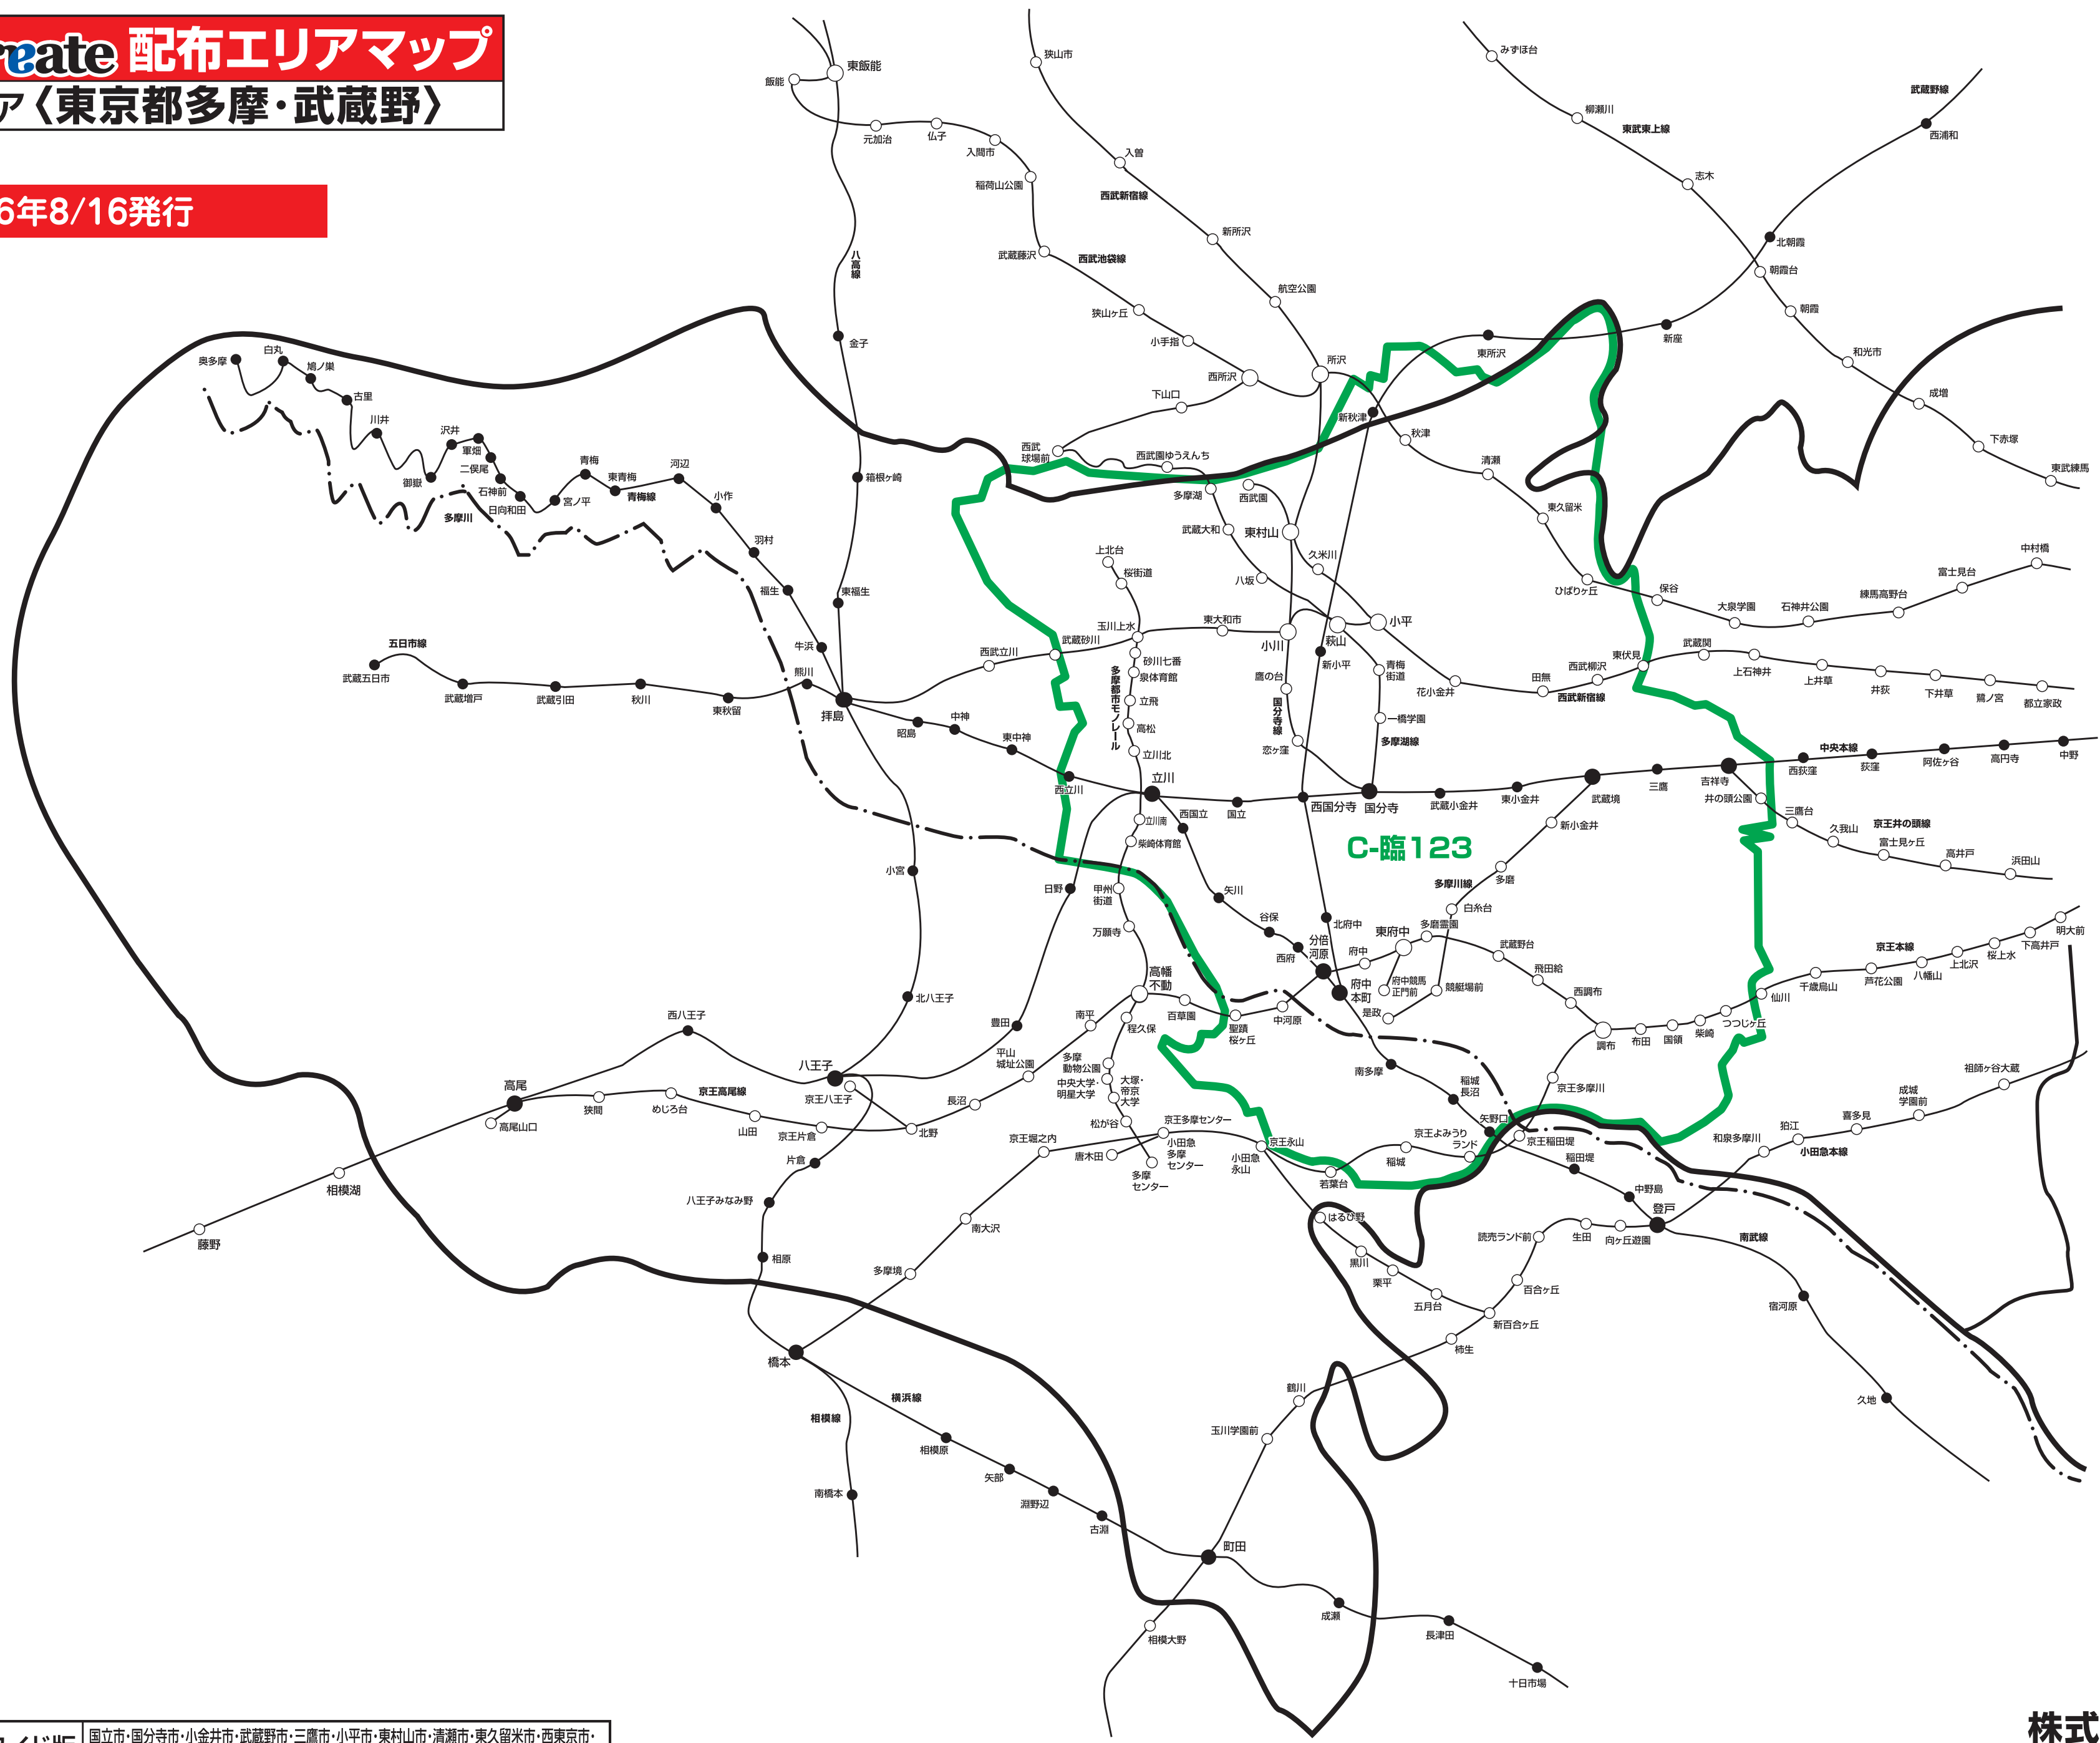 reate 配布エリアマップ
ア〈東京都多摩・武蔵野〉
6年8/16発行
東飯能
飯能
元加治
仏子
入間市
稲荷山公園
武蔵藤沢
西武池袋線
狭山ヶ丘
小手指
西所沢
下山口
西武
球場前
狭山市
入曽
西武新宿線
新所沢
航空公園
所沢
みずほ台
柳瀬川
東武東上線
志木
武蔵野線
西浦和
北朝霞
朝霞台
朝霞
和光市
成増
下赤塚
東武練馬
新座
東所沢
新秋津
秋津
清瀬
東久留米
ひばりヶ丘
保谷
大泉学園
石神井公園
練馬高野台
富士見台
中村橋
八高線
金子
箱根ヶ崎
東福生
奥多摩
白丸
鳩ノ巣
古里
川井
御嶽
沢井
軍畑
二俣尾
石神前
日向和田
宮ノ平
青梅
東青梅
青梅線
河辺
小作
羽村
福生
牛浜
多摩川
西武園ゆうえんち
多摩湖
西武園
武蔵大和
東村山
久米川
八坂
上北台
桜街道
玉川上水
東大和市
小川
萩山
小平
武蔵砂川
西武立川
砂川七番
泉体育館
立飛
高松
立川北
多摩都市モノレール
鷹の台
新小平
青梅
街道
国分寺線
一橋学園
恋ヶ窪
多摩湖線
花小金井
田無
西武新宿線
西武柳沢
東伏見
武蔵関
上石神井
上井草
井荻
下井草
鷺ノ宮
都立家政
五日市線
武蔵五日市
武蔵増戸
武蔵引田
秋川
東秋留
熊川
拝島
昭島
中神
東中神
西立川
立川
西国立
国立
西国分寺
国分寺
武蔵小金井
東小金井
武蔵境
三鷹
吉祥寺
西荻窪
中央本線
荻窪
阿佐ヶ谷
高円寺
中野
井の頭公園
三鷹台
久我山
京王井の頭線
富士見ヶ丘
高井戸
浜田山
C-臨123
新小金井
多磨
多摩川線
白糸台
競艇場前
是政
立川南
柴崎体育館
甲州
街道
万願寺
高幡
不動
日野
豊田
小宮
北八王子
矢川
谷保
西府
分倍
河原
北府中
府中
府中
本町
東府中
府中競馬
正門前
多磨霊園
武蔵野台
飛田給
西調布
調布
布田
国領
柴崎
つつじヶ丘
仙川
千歳烏山
芦花公園
八幡山
京王本線
上北沢
桜上水
下高井戸
明大前
百草園
聖蹟
桜ヶ丘
中河原
南平
平山
城址公園
長沼
北野
程久保
多摩
動物公園
中央大学・
明星大学
大塚・
帝京
大学
松が谷
多摩
センター
京王多摩センター
小田急
多摩
センター
唐木田
京王堀之内
南大沢
多摩境
橋本
西八王子
八王子
京王八王子
高尾
高尾山口
狭間
めじろ台
京王高尾線
山田
京王片倉
片倉
八王子みなみ野
相原
相模湖
藤野
京王永山
小田急
永山
若葉台
稲城
京王よみうり
ランド
京王稲田堤
京王多摩川
南多摩
稲城
長沼
矢野口
稲田堤
中野島
登戸
南武線
宿河原
久地
和泉多摩川
狛江
小田急本線
喜多見
成城
学園前
祖師ヶ谷大蔵
向ヶ丘遊園
生田
読売ランド前
百合ヶ丘
新百合ヶ丘
柿生
五月台
栗平
黒川
はるひ野
鶴川
玉川学園前
町田
相模大野
横浜線
相模線
相模原
矢部
淵野辺
古淵
南橋本
成瀬
長津田
十日市場
国立市・国分寺市・小金井市・武蔵野市・三鷹市・小平市・東村山市・清瀬市・東久留米市・西東京市・
株式